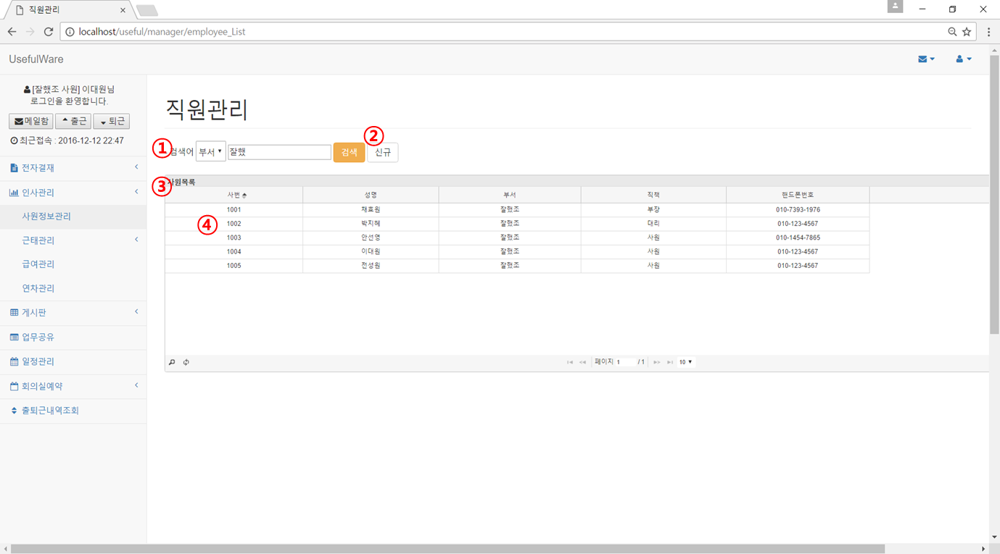 직원관리
localhost/useful/manager/employee_List
UsefulWare
[잘했조 사원] 이대원님
로그인을 환영합니다.
메일함 출근 퇴근
최근접속 : 2016-12-12 22:47
전자결재
인사관리
사원정보관리
근태관리
급여관리
연차관리
게시판
업무공유
일정관리
회의실예약
출퇴근내역조회
직원관리
① 검색어 부서 잘했 검색 ② 신규
③ 사원목록
사번 성명 부서 직책 핸드폰번호
1001 채효원 잘했조 부장 010-7393-1976
④ 1002 박지혜 잘했조 대리 010-123-4567
1003 안선영 잘했조 사원 010-1454-7865
1004 이대원 잘했조 사원 010-123-4567
1005 전성원 잘했조 사원 010-123-4567
페이지 1 / 1 10